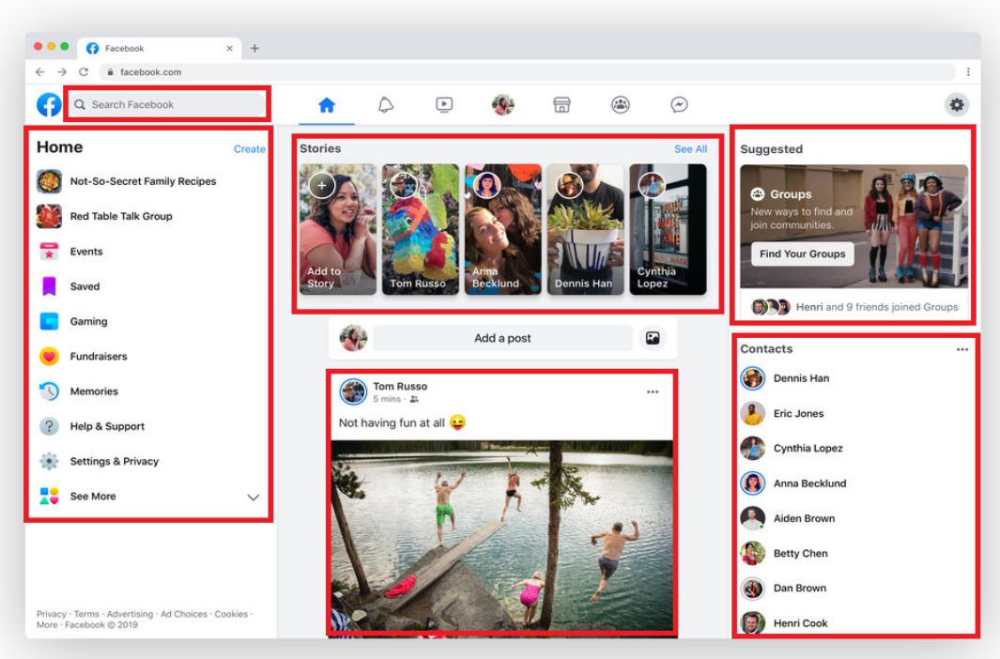 Facebook
facebook.com
Search Facebook
Home
Create
Not-So-Secret Family Recipes
Red Table Talk Group
Events
Saved
Gaming
Fundraisers
Memories
Help & Support
Settings & Privacy
See More
Privacy · Terms · Advertising · Ad Choices · Cookies ·
More · Facebook © 2019
Stories
See All
Add to
Story
Tom Russo
Anna
Becklund
Dennis Han
Cynthia
Lopez
Add a post
Tom Russo
5 mins ·
Not having fun at all 😜
Suggested
Groups
New ways to find and
join communities.
Find Your Groups
Henri and 9 friends joined Groups
Contacts
Dennis Han
Eric Jones
Cynthia Lopez
Anna Becklund
Aiden Brown
Betty Chen
Dan Brown
Henri Cook